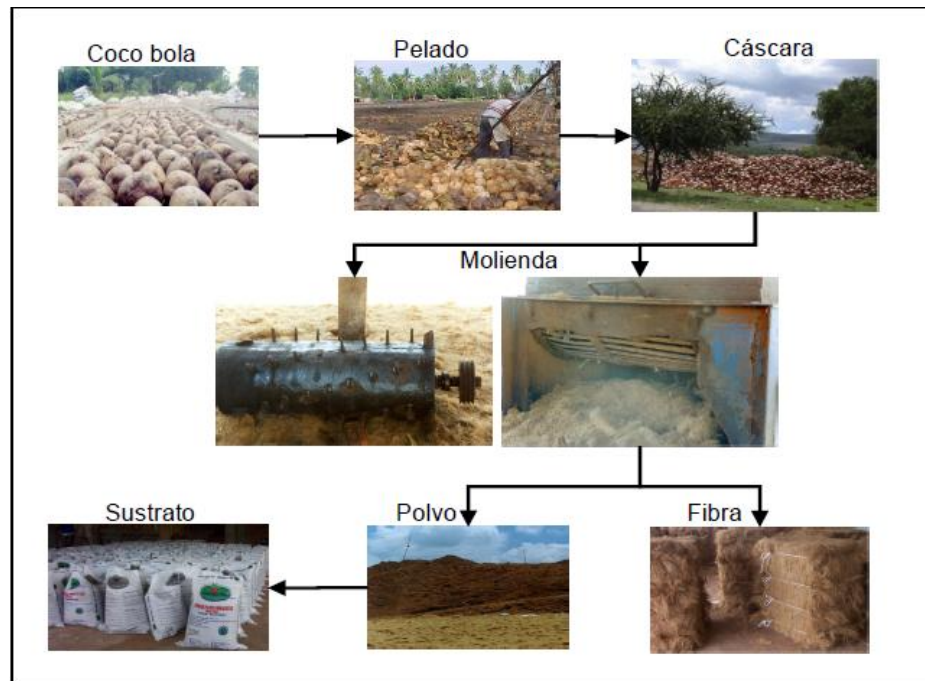 Coco bola
Pelado
Cáscara
Molienda
Sustrato
Polvo
Fibra